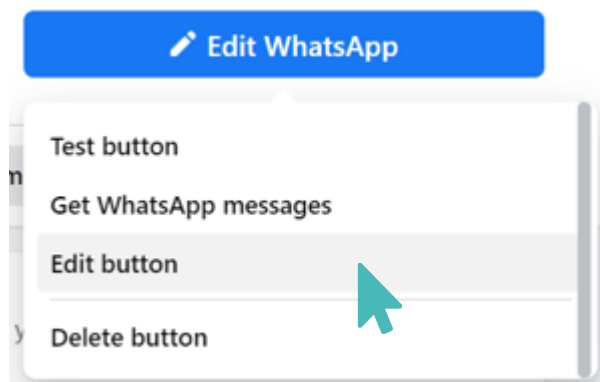 Edit WhatsApp
Test button
Get WhatsApp messages
Edit button
Delete button